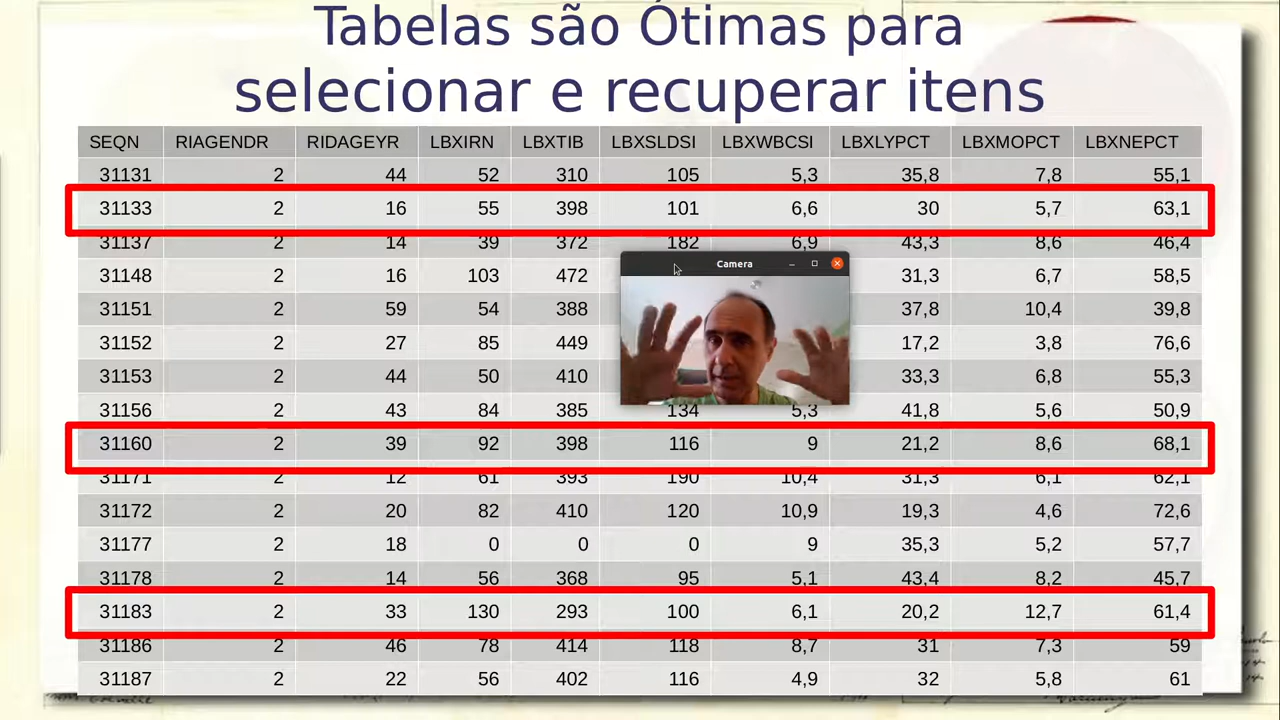 Tabelas são Ótimas para
selecionar e recuperar itens
SEQN RIAGENDR RIDAGEYR LBXIRN LBXTIB LBXSLDSI LBXWBCSI LBXLYPCT LBXMOPCT LBXNEPCT
31131 2 44 52 310 105 5,3 35,8 7,8 55,1
31133 2 16 55 398 101 6,6 30 5,7 63,1
31137 2 14 39 372 182 6,9 43,3 8,6 46,4
Camera
31148 2 16 103 472 31,3 6,7 58,5
31151 2 59 54 388 37,8 10,4 39,8
31152 2 27 85 449 17,2 3,8 76,6
31153 2 44 50 410 33,3 6,8 55,3
31156 2 43 84 385 134 5,3 41,8 5,6 50,9
31160 2 39 92 398 116 9 21,2 8,6 68,1
31171 2 12 61 393 190 10,4 31,3 6,1 62,1
31172 2 20 82 410 120 10,9 19,3 4,6 72,6
31177 2 18 0 0 0 9 35,3 5,2 57,7
31178 2 14 56 368 95 5,1 43,4 8,2 45,7
31183 2 33 130 293 100 6,1 20,2 12,7 61,4
31186 2 46 78 414 118 8,7 31 7,3 59
31187 2 22 56 402 116 4,9 32 5,8 61